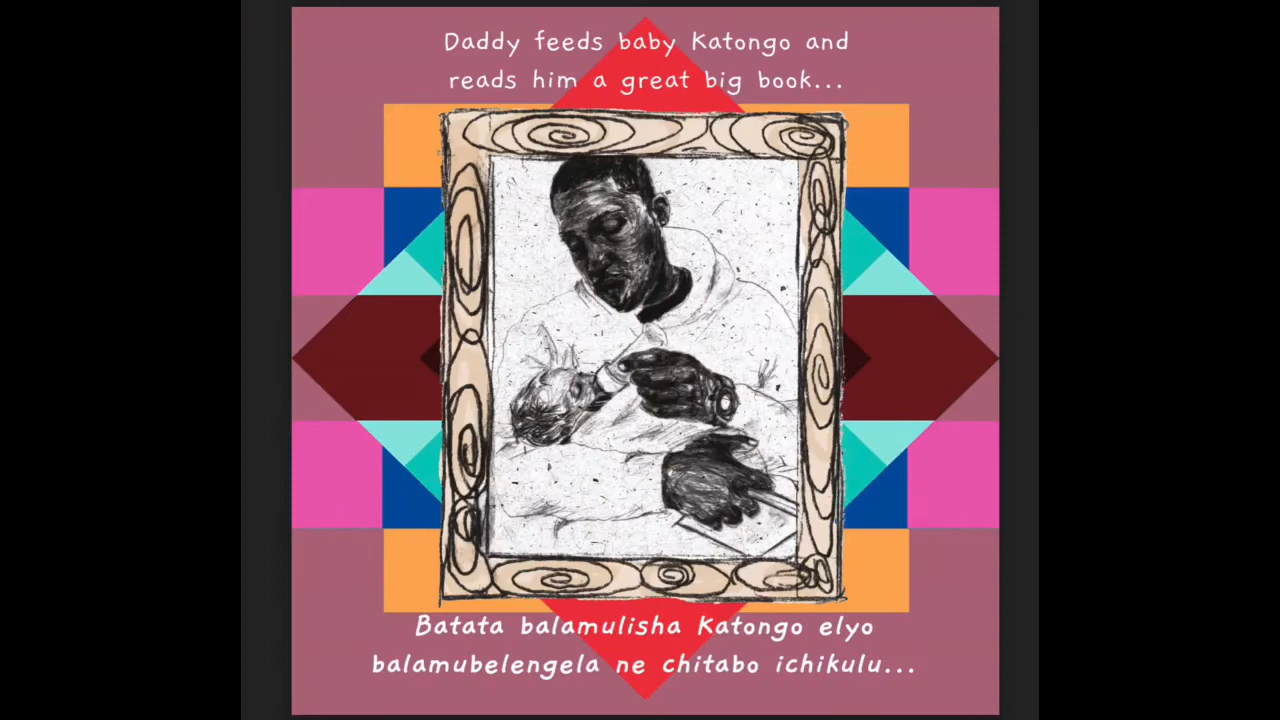 Daddy feeds baby Katongo and
reads him a great big book...
Batata balamulisha Katongo elyo
balamubelengela ne chitabo ichikulu...